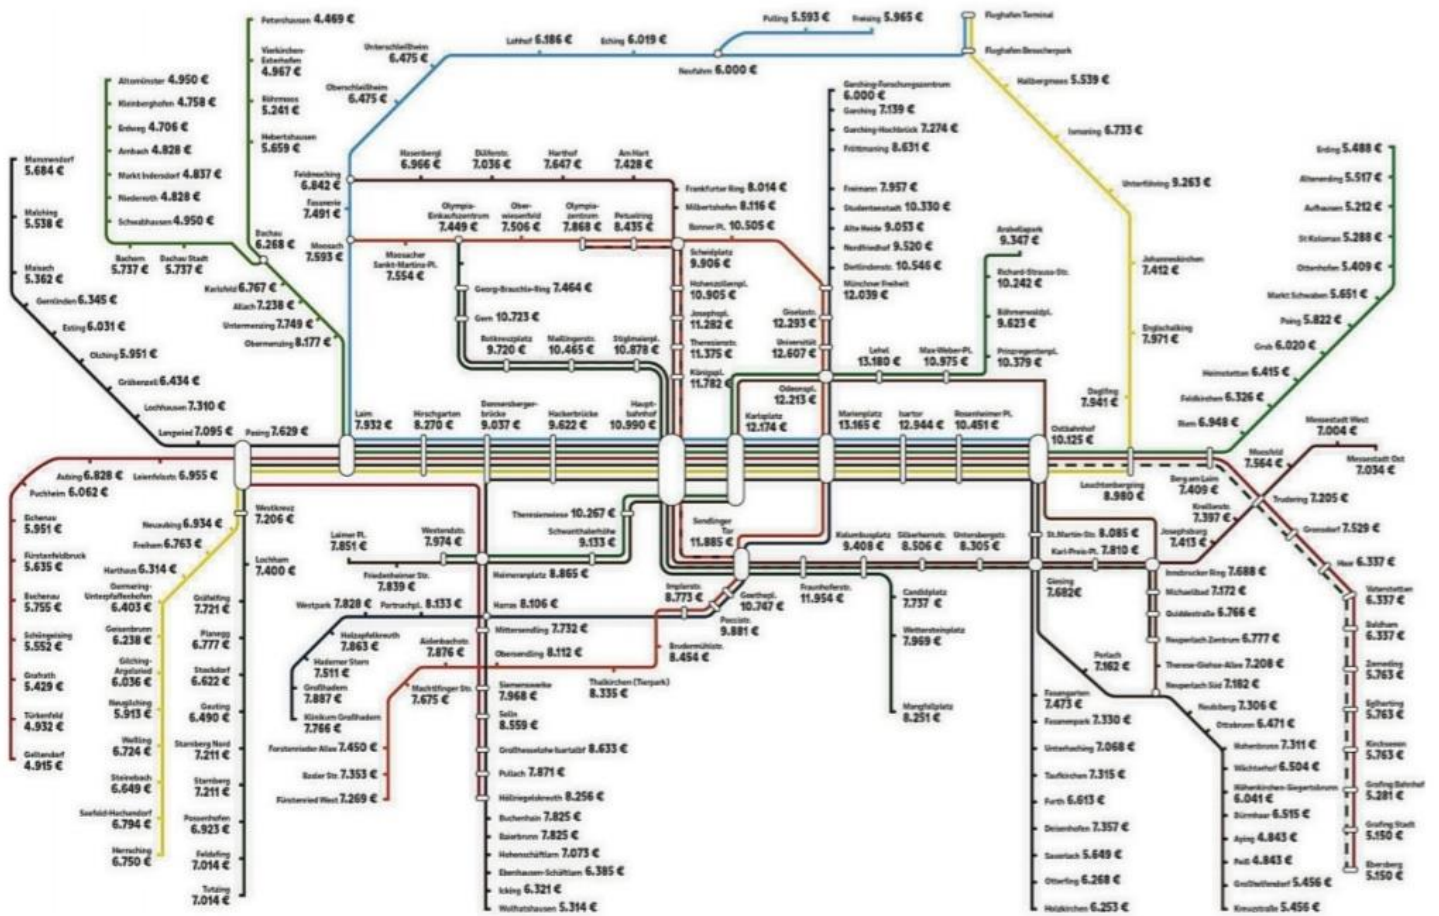 Petershausen 4.469 €
Vierkirchen-
Esterhofen
4.967 €
Röhrmoos
5.241 €
Hebertshausen
5.659 €
Altomünster 4.950 €
Kleinberghofen 4.758 €
Erdweg 4.706 €
Arnbach 4.828 €
Markt Indersdorf 4.837 €
Niederroth 4.828 €
Schwabhausen 4.950 €
Bachern
5.737 €
Dachau Stadt
5.737 €
Dachau
6.268 €
Karlsfeld 6.767 €
Allach 7.238 €
Untermenzing 7.749 €
Obermenzing 8.177 €
Mammendorf
5.684 €
Malching
5.538 €
Maisach
5.362 €
Gernlinden 6.345 €
Esting 6.031 €
Olching 5.951 €
Gröbenzell 6.434 €
Lochhausen 7.310 €
Langwied 7.095 €
Pasing 7.629 €
Unterschleißheim
6.475 €
Oberschleißheim
6.475 €
Lohhof 6.186 €
Eching 6.019 €
Neufahrn 6.000 €
Pulling 5.593 €
Freising 5.965 €
Flughafen Terminal
Flughafen Besucherpark
Hallbergmoos 5.539 €
Ismaning 6.733 €
Unterföhring 9.263 €
Johanneskirchen
7.412 €
Englschalking
7.971 €
Daglfing
7.941 €
Feldmoching
6.842 €
Fasanerie
7.491 €
Moosach
7.593 €
Hasenbergl
6.966 €
Dülferstr.
7.036 €
Harthof
7.647 €
Am Hart
7.428 €
Frankfurter Ring 8.014 €
Milbertshofen 8.116 €
Bonner Pl. 10.505 €
Olympia-
Einkaufszentrum
7.449 €
Ober-
wiesenfeld
7.506 €
Olympia-
zentrum
7.868 €
Petuelring
8.435 €
Moosacher
Sankt-Martins-Pl.
7.554 €
Georg-Brauchle-Ring 7.464 €
Gern 10.723 €
Rotkreuzplatz
9.720 €
Maillingerstr.
10.465 €
Stiglmaierpl.
10.878 €
Scheidplatz
9.906 €
Hohenzollernpl.
10.905 €
Josephspl.
11.282 €
Theresienstr.
11.375 €
Königspl.
11.782 €
Garching-Forschungszentrum
6.000 €
Garching 7.139 €
Garching-Hochbrück 7.274 €
Fröttmaning 8.631 €
Freimann 7.957 €
Studentenstadt 10.330 €
Alte Heide 9.053 €
Nordfriedhof 9.520 €
Dietlindenstr. 10.546 €
Münchner Freiheit
12.039 €
Giselastr.
12.293 €
Universität
12.607 €
Odeonspl.
12.213 €
Lehel
13.180 €
Max-Weber-Pl.
10.975 €
Arabellapark
9.347 €
Richard-Strauss-Str.
10.242 €
Böhmerwaldpl.
9.623 €
Prinzregentenpl.
10.379 €
Erding 5.488 €
Altenerding 5.517 €
Aufhausen 5.212 €
St Koloman 5.288 €
Ottenhofen 5.409 €
Markt Schwaben 5.651 €
Poing 5.822 €
Grub 6.020 €
Heimstetten 6.415 €
Feldkirchen 6.326 €
Riem 6.948 €
Laim
7.932 €
Hirschgarten
8.270 €
Donnersberger-
brücke
9.037 €
Hackerbrücke
9.622 €
Haupt-
bahnhof
10.990 €
Karlsplatz
12.174 €
Marienplatz
13.165 €
Isartor
12.944 €
Rosenheimer Pl.
10.451 €
Ostbahnhof
10.125 €
Leuchtenbergring
8.980 €
Berg am Laim
7.409 €
Messestadt West
7.004 €
Messestadt Ost
7.034 €
Moosfeld
7.564 €
Trudering 7.205 €
Kreillerstr.
7.397 €
Josephsburg
7.413 €
Gronsdorf 7.529 €
Haar 6.337 €
Vaterstetten
6.337 €
Baldham
6.337 €
Zorneding
5.763 €
Eglharting
5.763 €
Kirchseeon
5.763 €
Grafing Bahnhof
5.281 €
Grafing Stadt
5.150 €
Ebersberg
5.150 €
Aubing 6.828 €
Leienfelsstr. 6.955 €
Puchheim 6.062 €
Eichenau
5.951 €
Fürstenfeldbruck
5.635 €
Buchenau
5.755 €
Schöngeising
5.552 €
Grafrath
5.429 €
Türkenfeld
4.932 €
Geltendorf
4.915 €
Neuaubing 6.934 €
Freiham 6.763 €
Harthaus 6.314 €
Germering-
Unterpfaffenhofen
6.403 €
Geisenbrunn
6.238 €
Gilching-
Argelsried
6.036 €
Neugilching
5.913 €
Weßling
6.724 €
Steinebach
6.649 €
Seefeld-Hechendorf
6.794 €
Herrsching
6.750 €
Westkreuz
7.206 €
Lochham
7.400 €
Gräfelfing
7.721 €
Planegg
6.777 €
Stockdorf
6.622 €
Gauting
6.490 €
Starnberg Nord
7.211 €
Starnberg
7.211 €
Possenhofen
6.923 €
Feldafing
7.014 €
Tutzing
7.014 €
Laimer Pl.
7.851 €
Friedenheimer Str.
7.839 €
Westendstr.
7.974 €
Heimeranplatz 8.865 €
Theresienwiese 10.267 €
Schwanthalerhöhe
9.133 €
Westpark 7.828 €
Partnachpl. 8.133 €
Harras 8.106 €
Holzapfelkreuth
7.863 €
Haderner Stern
7.511 €
Großhadern
7.887 €
Klinikum Großhadern
7.766 €
Mittersendling 7.732 €
Aidenbachstr.
7.876 €
Obersendling 8.112 €
Machtlfinger Str.
7.675 €
Forstenrieder Allee 7.450 €
Basler Str. 7.353 €
Fürstenried West 7.269 €
Siemenswerke
7.968 €
Solln
8.559 €
Großhesselohe Isartalbf 8.633 €
Pullach 7.871 €
Höllriegelskreuth 8.256 €
Buchenhain 7.825 €
Baierbrunn 7.825 €
Hohenschäftlarn 7.073 €
Ebenhausen-Schäftlarn 6.385 €
Icking 6.321 €
Wolfratshausen 5.314 €
Sendlinger
Tor
11.885 €
Implerstr.
8.773 €
Goethepl.
10.747 €
Poccistr.
9.881 €
Brudermühlstr.
8.454 €
Thalkirchen (Tierpark)
8.335 €
Fraunhoferstr.
11.954 €
Kolumbusplatz
9.408 €
Silberhornstr.
8.506 €
Untersbergstr.
8.305 €
Candidplatz
7.737 €
Wettersteinplatz
7.969 €
Mangfallplatz
8.251 €
St.Martin-Str. 8.085 €
Karl-Preis-Pl. 7.810 €
Giesing
7.682€
Innsbrucker Ring 7.688 €
Michaelibad 7.172 €
Quiddestraße 6.766 €
Neuperlach Zentrum 6.777 €
Therese-Giehse-Allee 7.208 €
Neuperlach Süd 7.182 €
Perlach
7.162 €
Neubiberg 7.306 €
Ottobrunn 6.471 €
Hohenbrunn 7.311 €
Wächterhof 6.504 €
Höhenkirchen-Siegertsbrunn
6.041 €
Dürrnhaar 6.515 €
Aying 4.843 €
Peiß 4.843 €
Großhelfendorf 5.456 €
Kreuzstraße 5.456 €
Fasangarten
7.473 €
Fasanenpark 7.330 €
Unterhaching 7.068 €
Taufkirchen 7.315 €
Furth 6.613 €
Deisenhofen 7.357 €
Sauerlach 5.649 €
Otterfing 6.268 €
Holzkirchen 6.253 €